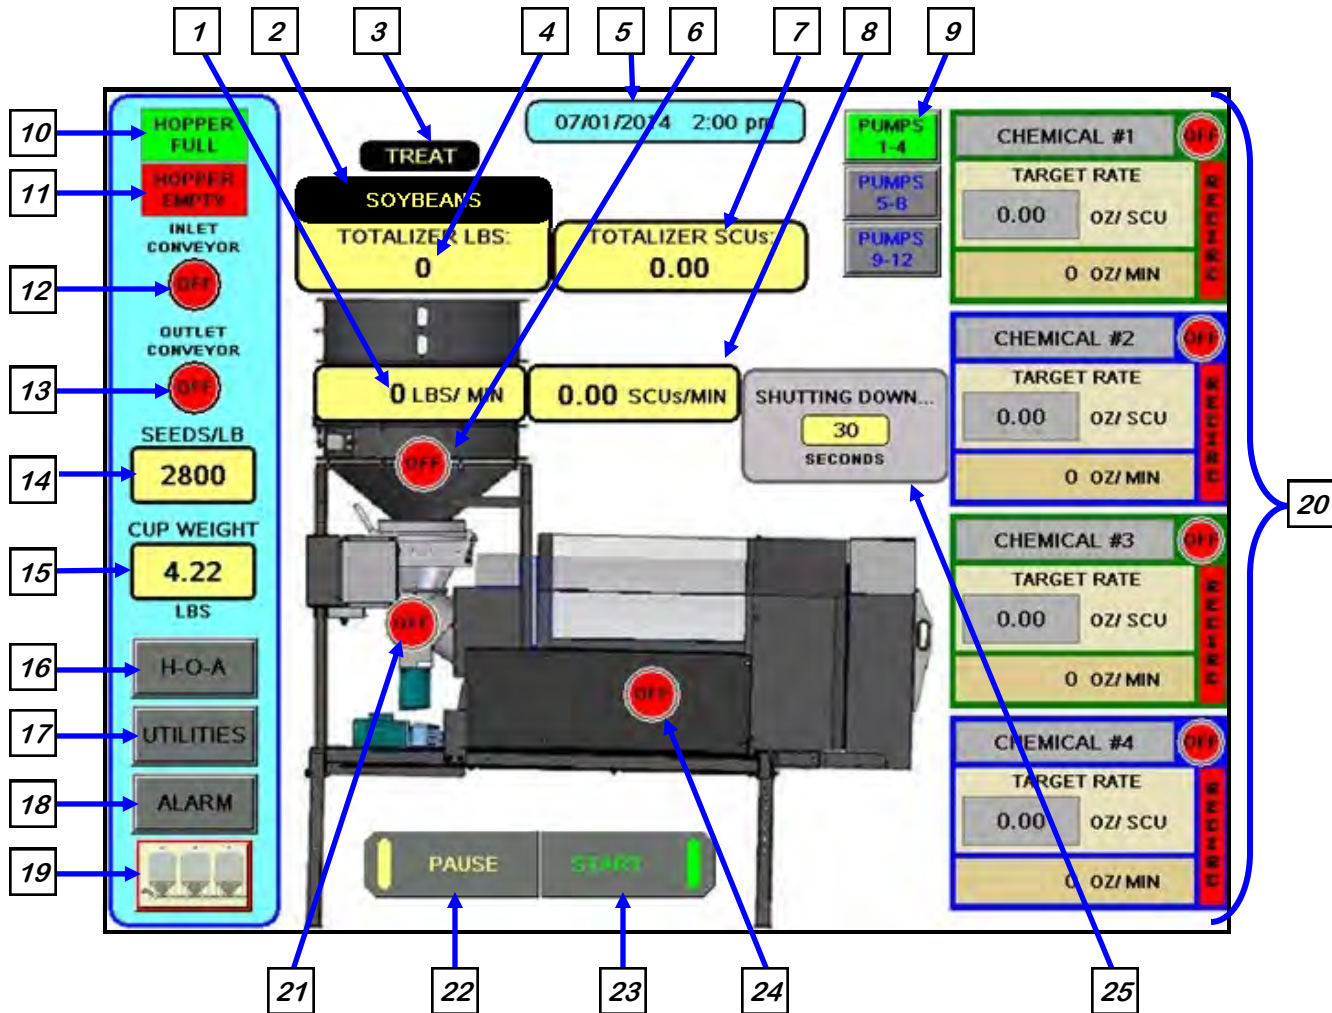 1
2
3
4
5
6
7
8
9
10
11
12
13
14
15
16
17
18
19
20
21
22
23
24
25
HOPPER
FULL
HOPPER
EMPTY
INLET
CONVEYOR
OFF
OUTLET
CONVEYOR
OFF
SEEDS/LB
2800
CUP WEIGHT
4.22
LBS
H-O-A
UTILITIES
ALARM
07/01/2014 2:00 pm
TREAT
SOYBEANS
TOTALIZER LBS:
0
TOTALIZER SCUs:
0.00
0 LBS/ MIN
0.00 SCUs/MIN
OFF
OFF
OFF
SHUTTING DOWN...
30
SECONDS
PAUSE
START
PUMPS
1-4
PUMPS
5-8
PUMPS
9-12
CHEMICAL #1
OFF
TARGET RATE
0.00 OZ/ SCU
0 OZ/ MIN
RECIRC
CHEMICAL #2
OFF
TARGET RATE
0.00 OZ/ SCU
0 OZ/ MIN
RECIRC
CHEMICAL #3
OFF
TARGET RATE
0.00 OZ/ SCU
0 OZ/ MIN
RECIRC
CHEMICAL #4
OFF
TARGET RATE
0.00 OZ/ SCU
0 OZ/ MIN
RECIRC